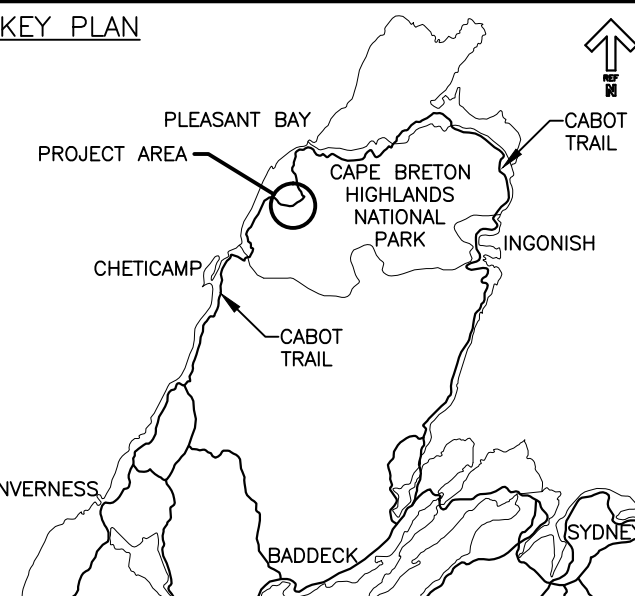 KEY PLAN
REF
N
PLEASANT BAY
CABOT
TRAIL
PROJECT AREA
CAPE BRETON
HIGHLANDS
NATIONAL
PARK
INGONISH
CHETICAMP
CABOT
TRAIL
NVERNESS
SYDNEY
BADDECK